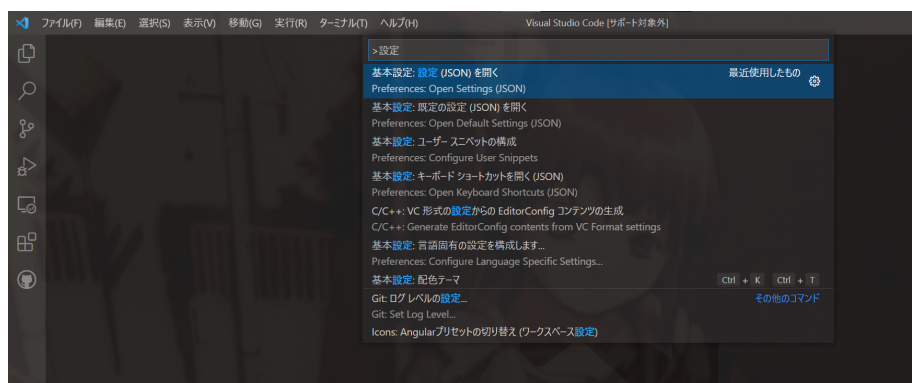 ファイル(F) 編集(E) 選択(S) 表示(V) 移動(G) 実行(R) ターミナル(T) ヘルプ(H) Visual Studio Code [サポート対象外]
>設定
基本設定: 設定 (JSON) を開く 最近使用したもの
Preferences: Open Settings (JSON)
基本設定: 既定の設定 (JSON) を開く
Preferences: Open Default Settings (JSON)
基本設定: ユーザー スニペットの構成
Preferences: Configure User Snippets
基本設定: キーボード ショートカットを開く (JSON)
Preferences: Open Keyboard Shortcuts (JSON)
C/C++: VC 形式の設定からの EditorConfig コンテンツの生成
C/C++: Generate EditorConfig contents from VC Format settings
基本設定: 言語固有の設定を構成します...
Preferences: Configure Language Specific Settings...
基本設定: 配色テーマ Ctrl + K Ctrl + T
Git: ログ レベルの設定... その他のコマンド
Git: Set Log Level...
Icons: Angularプリセットの切り替え (ワークスペース設定)